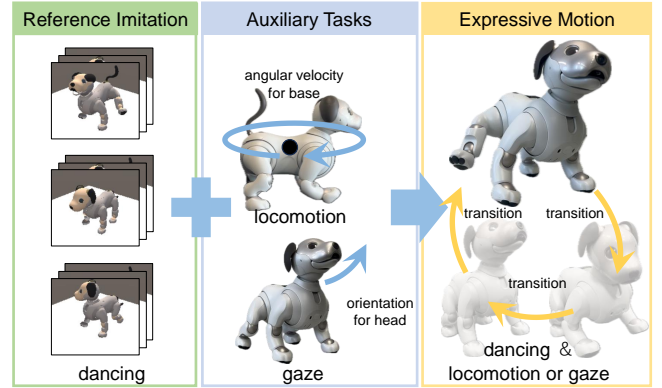 Reference Imitation
Auxiliary Tasks
Expressive Motion
angular velocity
for base
locomotion
orientation
for head
dancing
gaze
transition
transition
transition
dancing &
locomotion or gaze